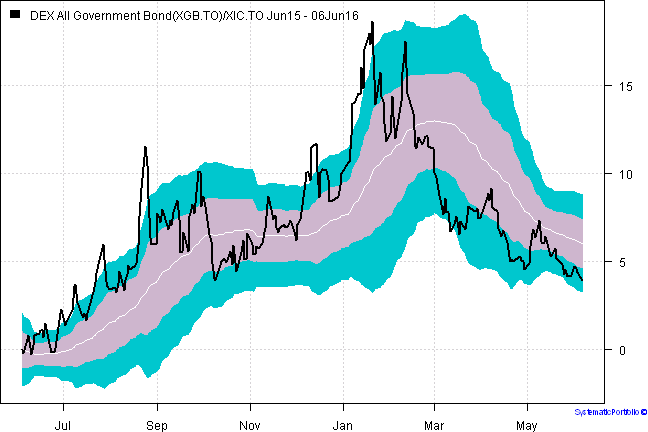 DEX All Government Bond(XGB.TO)/XIC.TO Jun15 - 06Jun16
15
10
5
0
Jul Sep Nov Jan Mar May
SystematicPortfolio ©